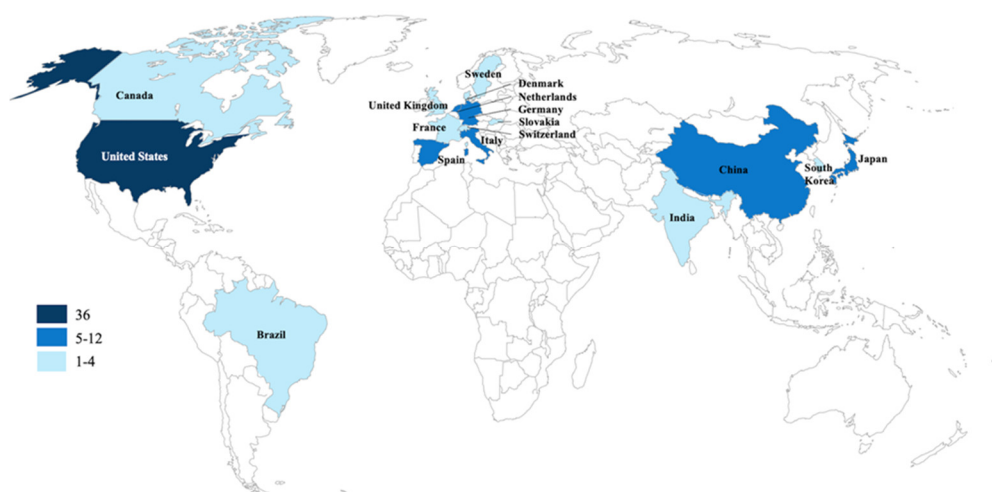 Sweden
Denmark
Canada
Netherlands
United Kingdom
Germany
Slovakia
France
Switzerland
Italy
United States
Spain
Japan
China
South
Korea
India
36
5-12
Brazil
1-4